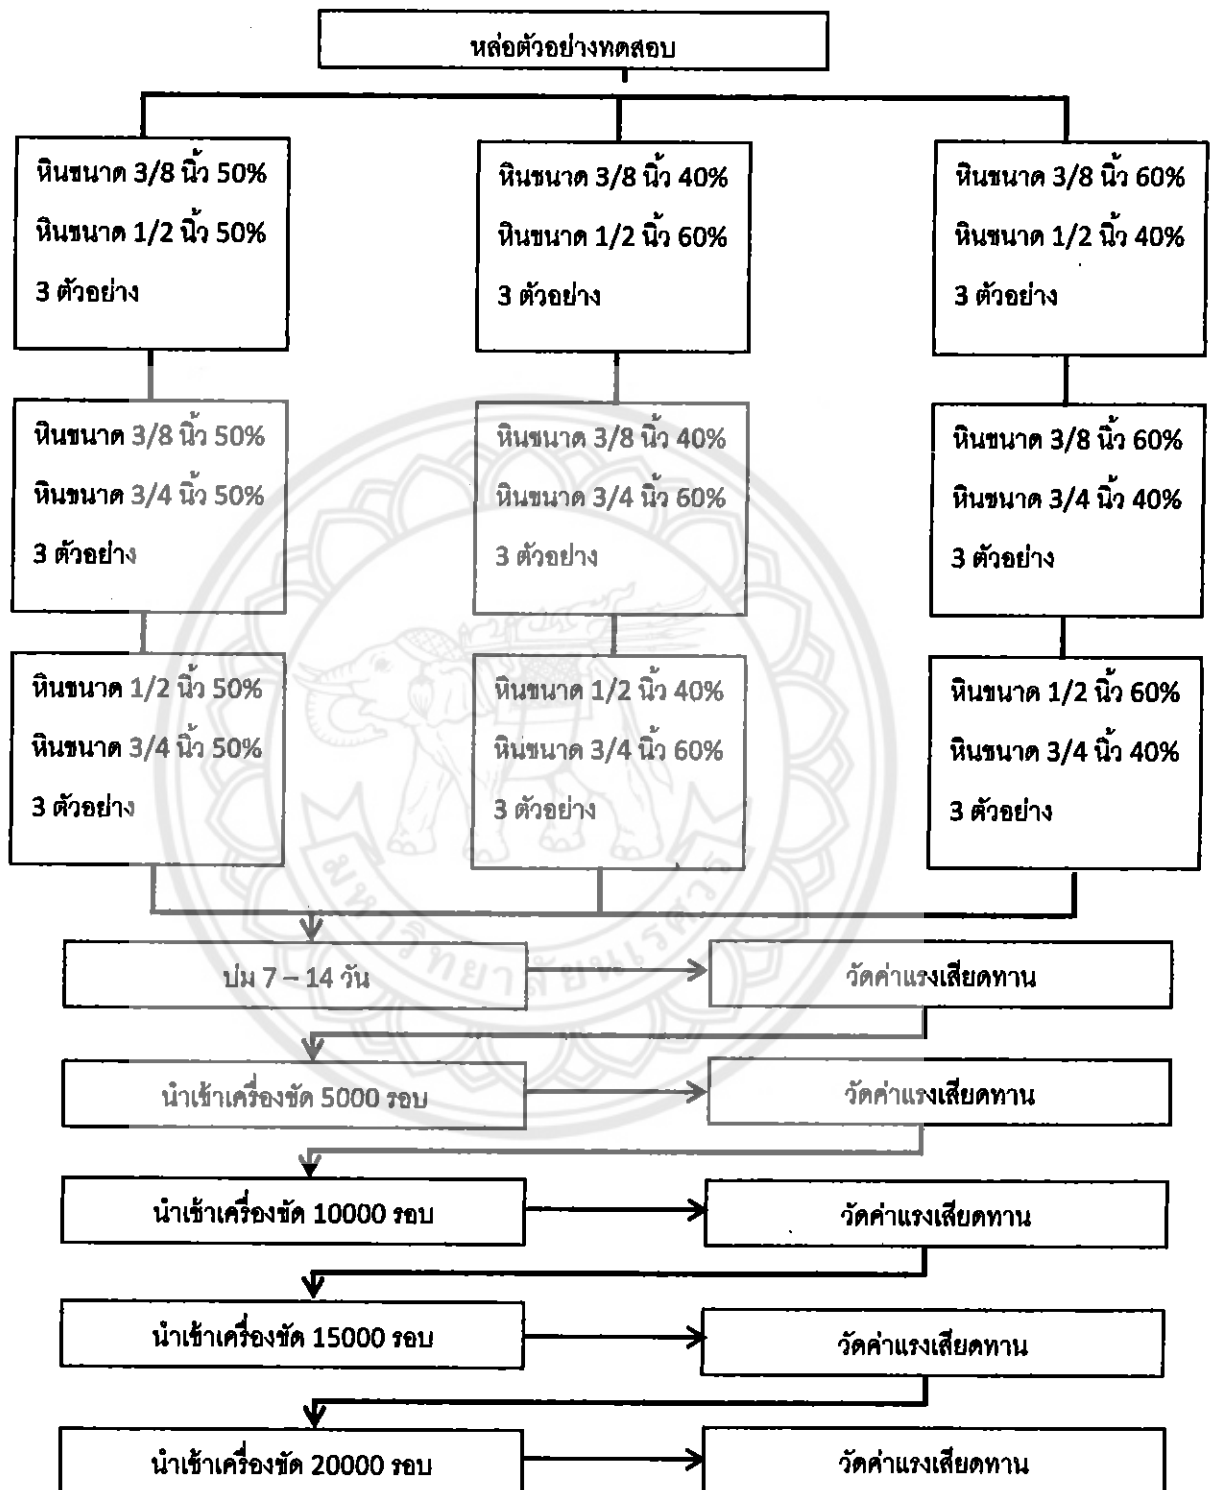 หล่อตัวอย่างทดสอบ
หินขนาด 3/8 นิ้ว 50%
หินขนาด 1/2 นิ้ว 50%
3 ตัวอย่าง
หินขนาด 3/8 นิ้ว 40%
หินขนาด 1/2 นิ้ว 60%
3 ตัวอย่าง
หินขนาด 3/8 นิ้ว 60%
หินขนาด 1/2 นิ้ว 40%
3 ตัวอย่าง
หินขนาด 3/8 นิ้ว 50%
หินขนาด 3/4 นิ้ว 50%
3 ตัวอย่าง
หินขนาด 3/8 นิ้ว 40%
หินขนาด 3/4 นิ้ว 60%
3 ตัวอย่าง
หินขนาด 3/8 นิ้ว 60%
หินขนาด 3/4 นิ้ว 40%
3 ตัวอย่าง
หินขนาด 1/2 นิ้ว 50%
หินขนาด 3/4 นิ้ว 50%
3 ตัวอย่าง
หินขนาด 1/2 นิ้ว 40%
หินขนาด 3/4 นิ้ว 60%
3 ตัวอย่าง
หินขนาด 1/2 นิ้ว 60%
หินขนาด 3/4 นิ้ว 40%
3 ตัวอย่าง
มหาวิทยาลัยนเรศวร
บ่ม 7 – 14 วัน
วัดค่าแรงเสียดทาน
นำเข้าเครื่องขัด 5000 รอบ
วัดค่าแรงเสียดทาน
นำเข้าเครื่องขัด 10000 รอบ
วัดค่าแรงเสียดทาน
นำเข้าเครื่องขัด 15000 รอบ
วัดค่าแรงเสียดทาน
นำเข้าเครื่องขัด 20000 รอบ
วัดค่าแรงเสียดทาน